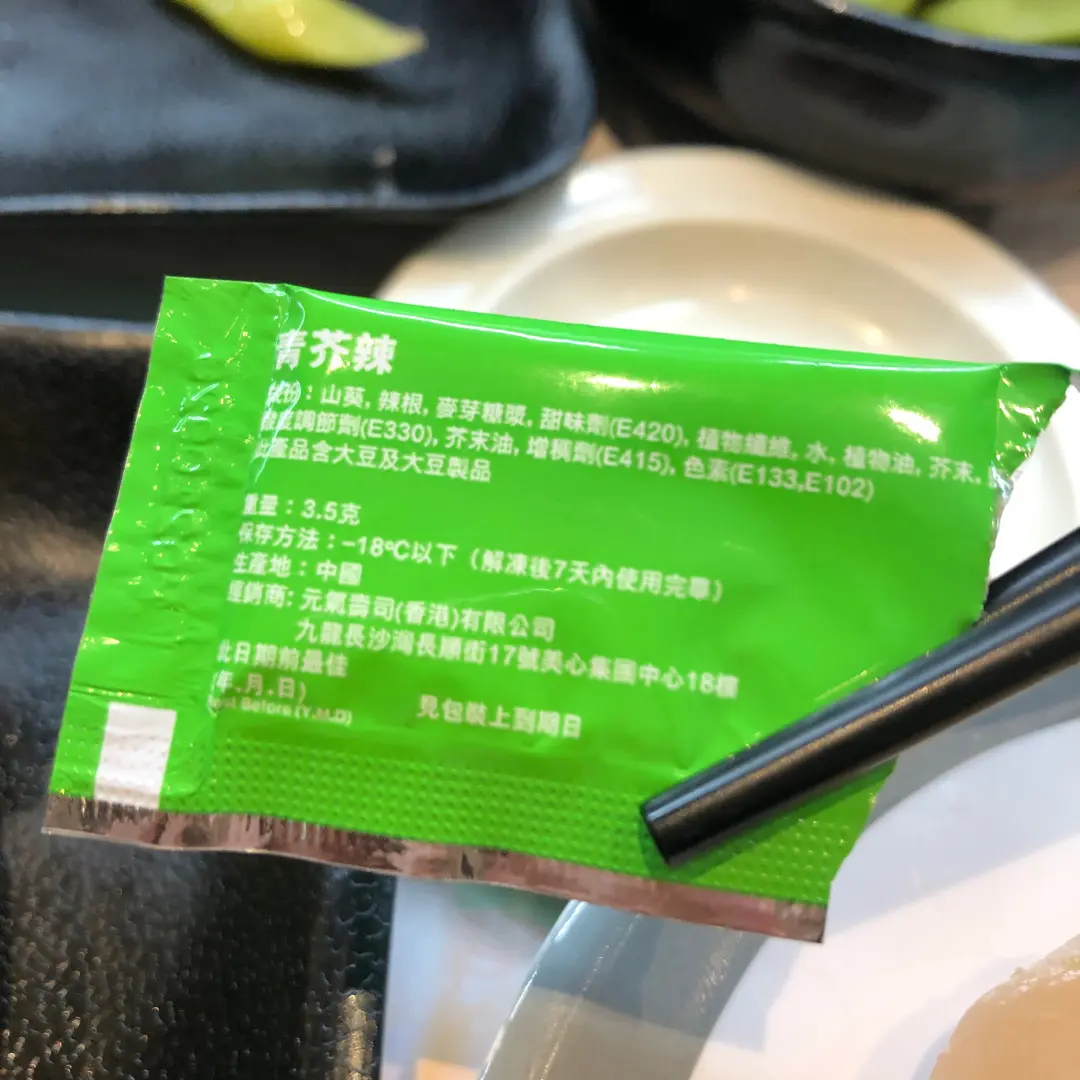 青芥辣
成份：山葵, 辣根, 麥芽糖漿, 甜味劑(E420), 植物纖維, 水, 植物油, 芥末,
酸度調節劑(E330), 芥末油, 增稠劑(E415), 色素(E133,E102)
此產品含大豆及大豆製品
重量：3.5克
保存方法：–18ºC以下（解凍後7天內使用完畢）
生產地：中國
經銷商: 元氣壽司(香港)有限公司
九龍長沙灣長順街17號美心集團中心18樓
此日期前最佳
(年.月.日) 見包裝上到期日
Best Before (Y.M.D)